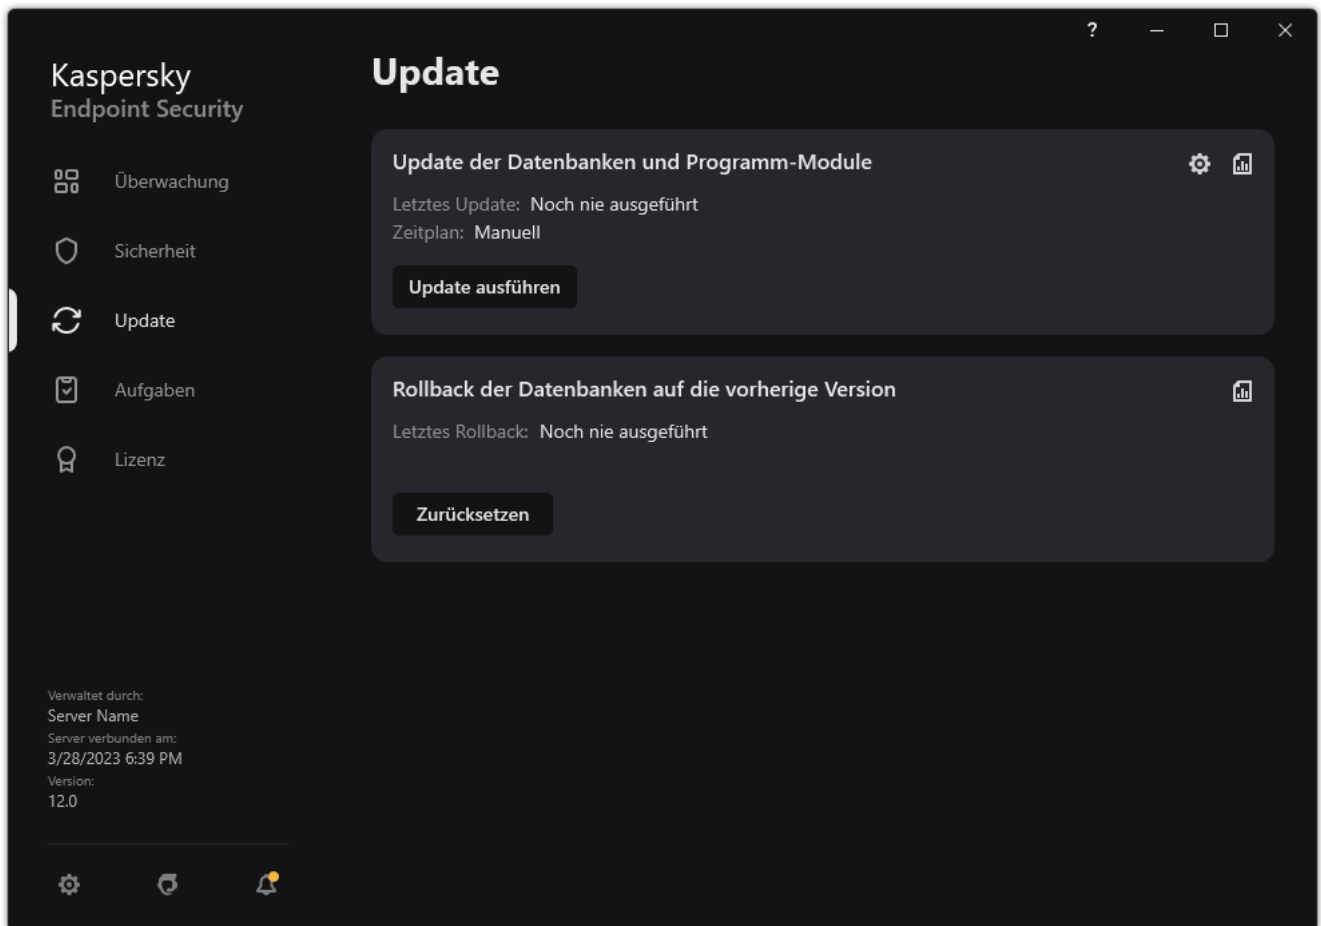 ?
Kaspersky
Endpoint Security
Überwachung
Sicherheit
Update
Aufgaben
Lizenz
Verwaltet durch:
Server Name
Server verbunden am:
3/28/2023 6:39 PM
Version:
12.0
Update
Update der Datenbanken und Programm-Module
Letztes Update: Noch nie ausgeführt
Zeitplan: Manuell
Update ausführen
Rollback der Datenbanken auf die vorherige Version
Letztes Rollback: Noch nie ausgeführt
Zurücksetzen